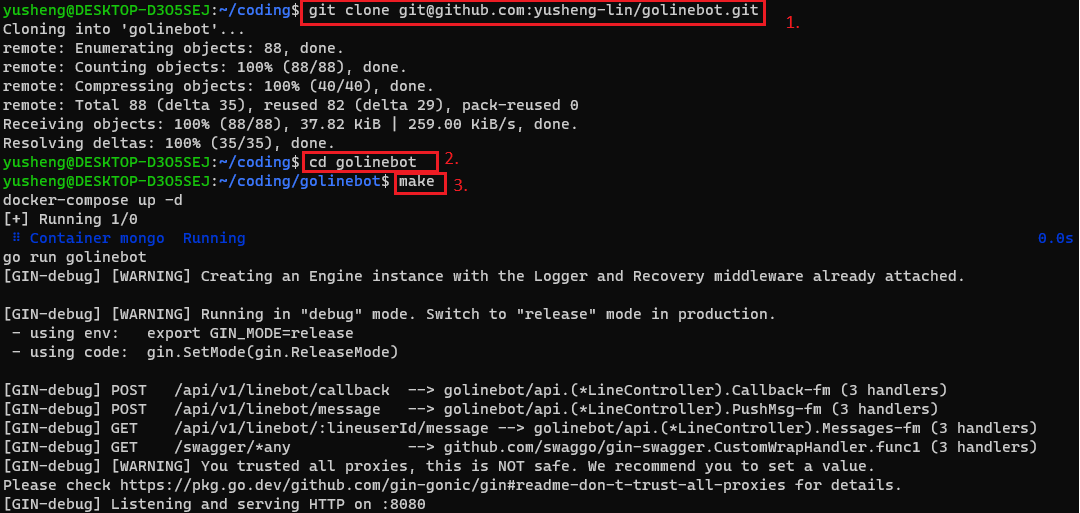 yusheng@DESKTOP-D3O5SEJ:~/coding$ git clone git@github.com:yusheng-lin/golinebot.git 1.
Cloning into 'golinebot'...
remote: Enumerating objects: 88, done.
remote: Counting objects: 100% (88/88), done.
remote: Compressing objects: 100% (40/40), done.
remote: Total 88 (delta 35), reused 82 (delta 29), pack-reused 0
Receiving objects: 100% (88/88), 37.82 KiB | 259.00 KiB/s, done.
Resolving deltas: 100% (35/35), done.
yusheng@DESKTOP-D3O5SEJ:~/coding$ cd golinebot 2.
yusheng@DESKTOP-D3O5SEJ:~/coding/golinebot$ make 3.
docker-compose up -d
[+] Running 1/0
⠿ Container mongo  Running 0.0s
go run golinebot
[GIN-debug] [WARNING] Creating an Engine instance with the Logger and Recovery middleware already attached.
[GIN-debug] [WARNING] Running in "debug" mode. Switch to "release" mode in production.
- using env:   export GIN_MODE=release
- using code:  gin.SetMode(gin.ReleaseMode)
[GIN-debug] POST   /api/v1/linebot/callback  --> golinebot/api.(*LineController).Callback-fm (3 handlers)
[GIN-debug] POST   /api/v1/linebot/message   --> golinebot/api.(*LineController).PushMsg-fm (3 handlers)
[GIN-debug] GET    /api/v1/linebot/:lineuserId/message --> golinebot/api.(*LineController).Messages-fm (3 handlers)
[GIN-debug] GET    /swagger/*any             --> github.com/swaggo/gin-swagger.CustomWrapHandler.func1 (3 handlers)
[GIN-debug] [WARNING] You trusted all proxies, this is NOT safe. We recommend you to set a value.
Please check https://pkg.go.dev/github.com/gin-gonic/gin#readme-don-t-trust-all-proxies for details.
[GIN-debug] Listening and serving HTTP on :8080